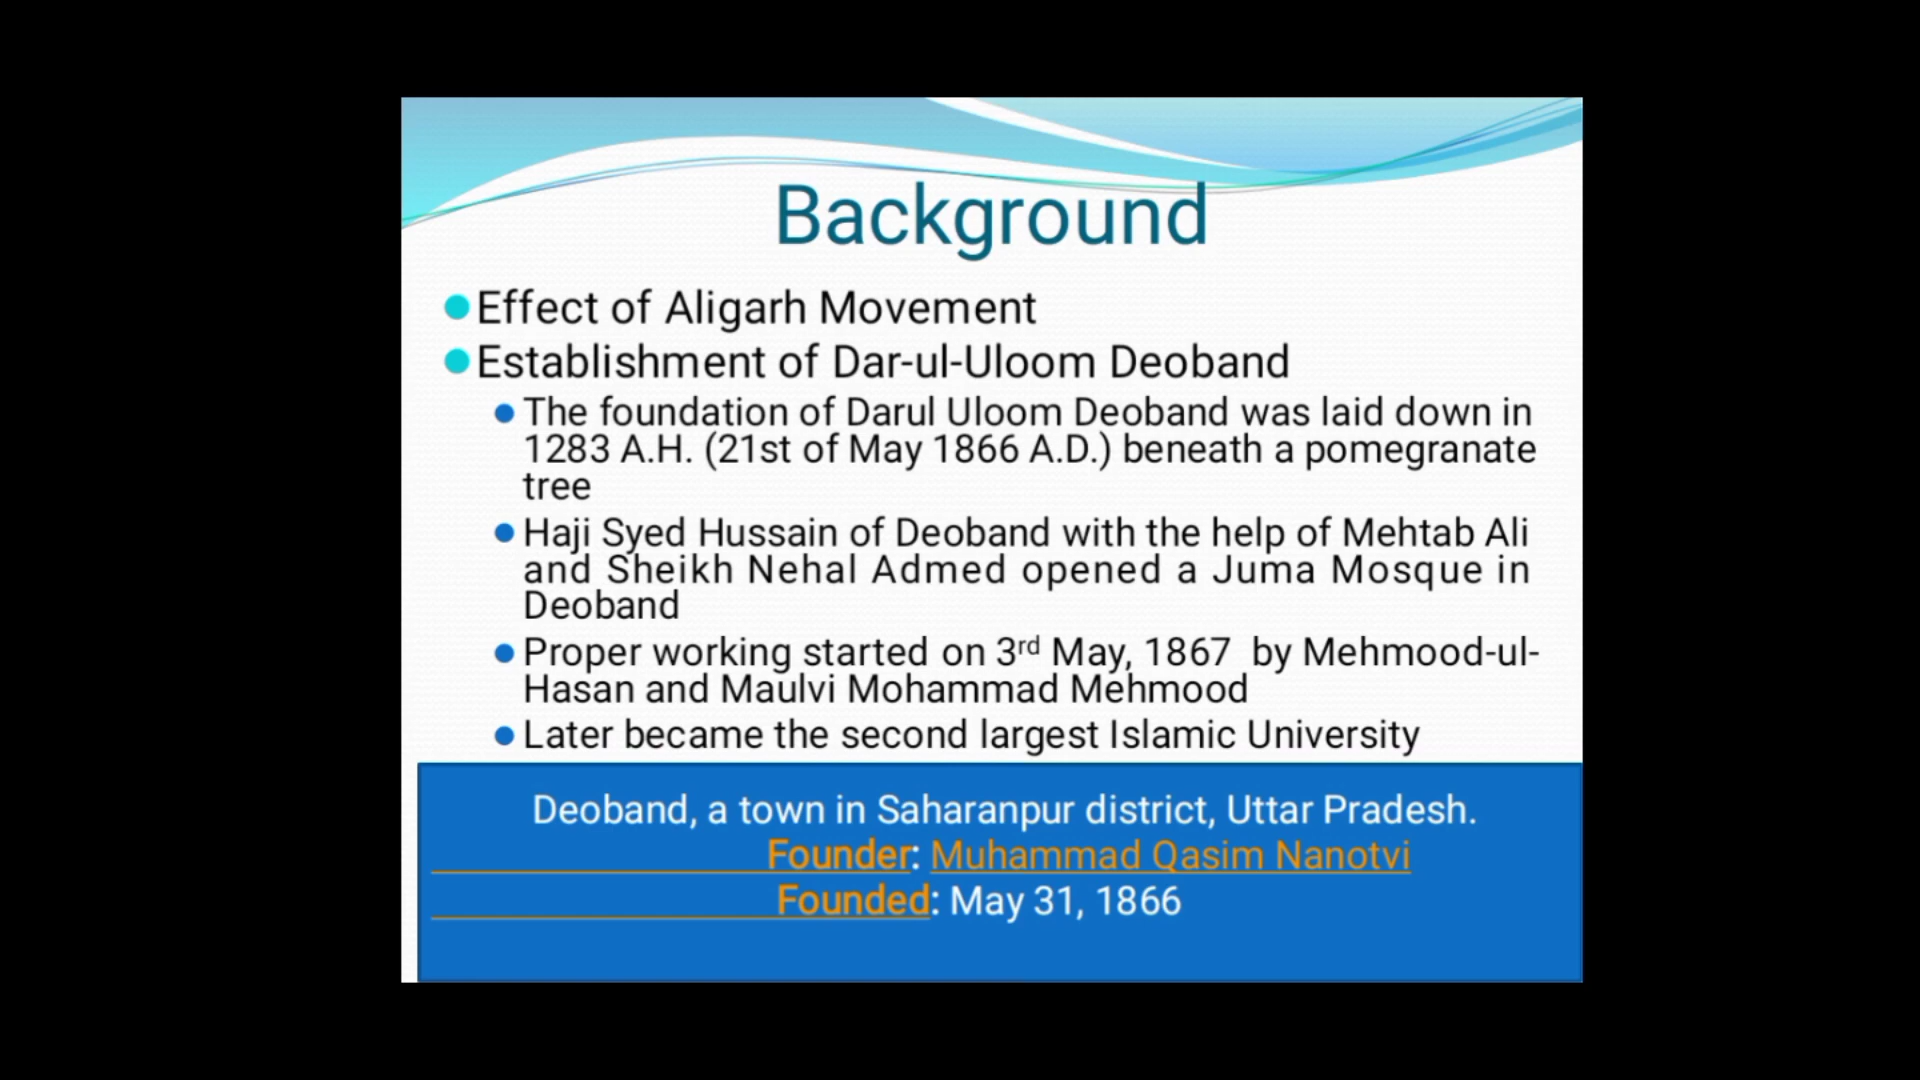 Background
Effect of Aligarh Movement
Establishment of Dar-ul-Uloom Deoband
The foundation of Darul Uloom Deoband was laid down in
1283 A.H. (21st of May 1866 A.D.) beneath a pomegranate
tree
Haji Syed Hussain of Deoband with the help of Mehtab Ali
and Sheikh Nehal Admed opened a Juma Mosque in
Deoband
Proper working started on 3rd May, 1867 by Mehmood-ul-
Hasan and Maulvi Mohammad Mehmood
Later became the second largest Islamic University
Deoband, a town in Saharanpur district, Uttar Pradesh.
Founder: Muhammad Qasim Nanotvi
Founded: May 31, 1866